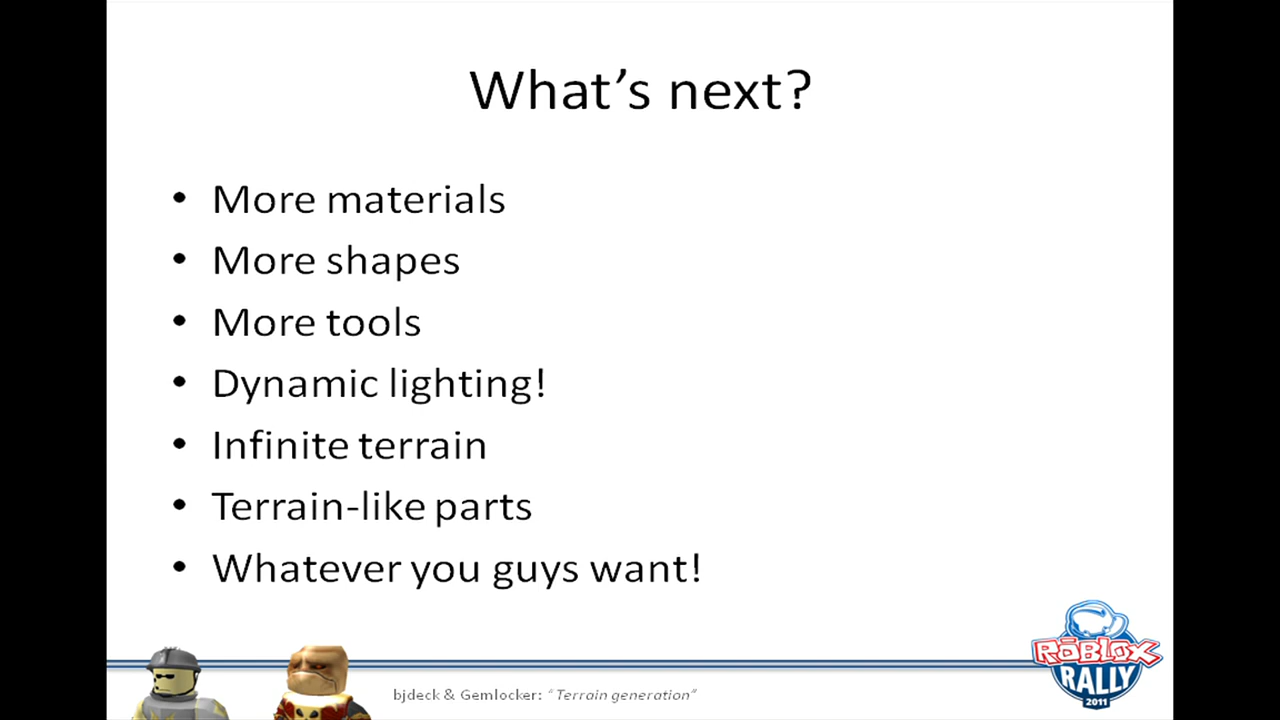 What's next?
• More materials
• More shapes
• More tools
• Dynamic lighting!
• Infinite terrain
• Terrain-like parts
• Whatever you guys want!
bjdeck & Gemlocker: “Terrain generation”
ROBLOX
RALLY
2011